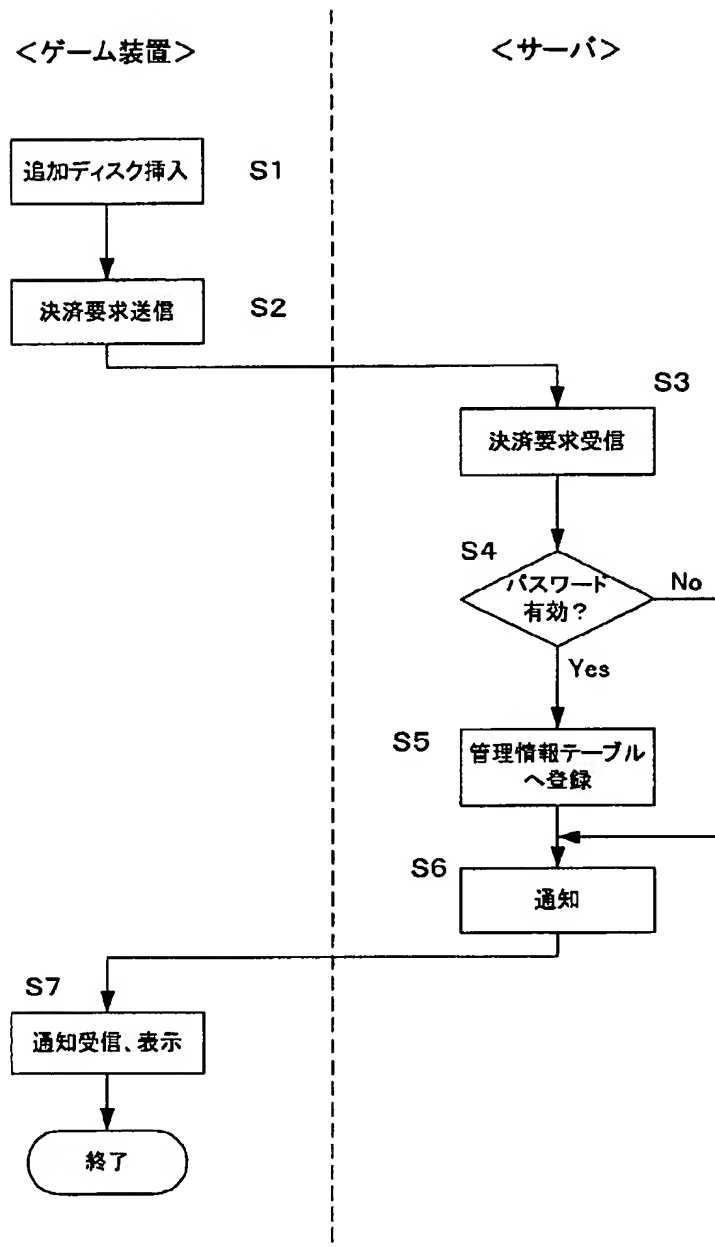 <ゲーム装置>
<サーバ>
追加ディスク挿入
S1
決済要求送信
S2
S3
決済要求受信
S4
パスワード
有効?
No
Yes
S5
管理情報テーブル
へ登録
S6
通知
S7
通知受信、表示
終了